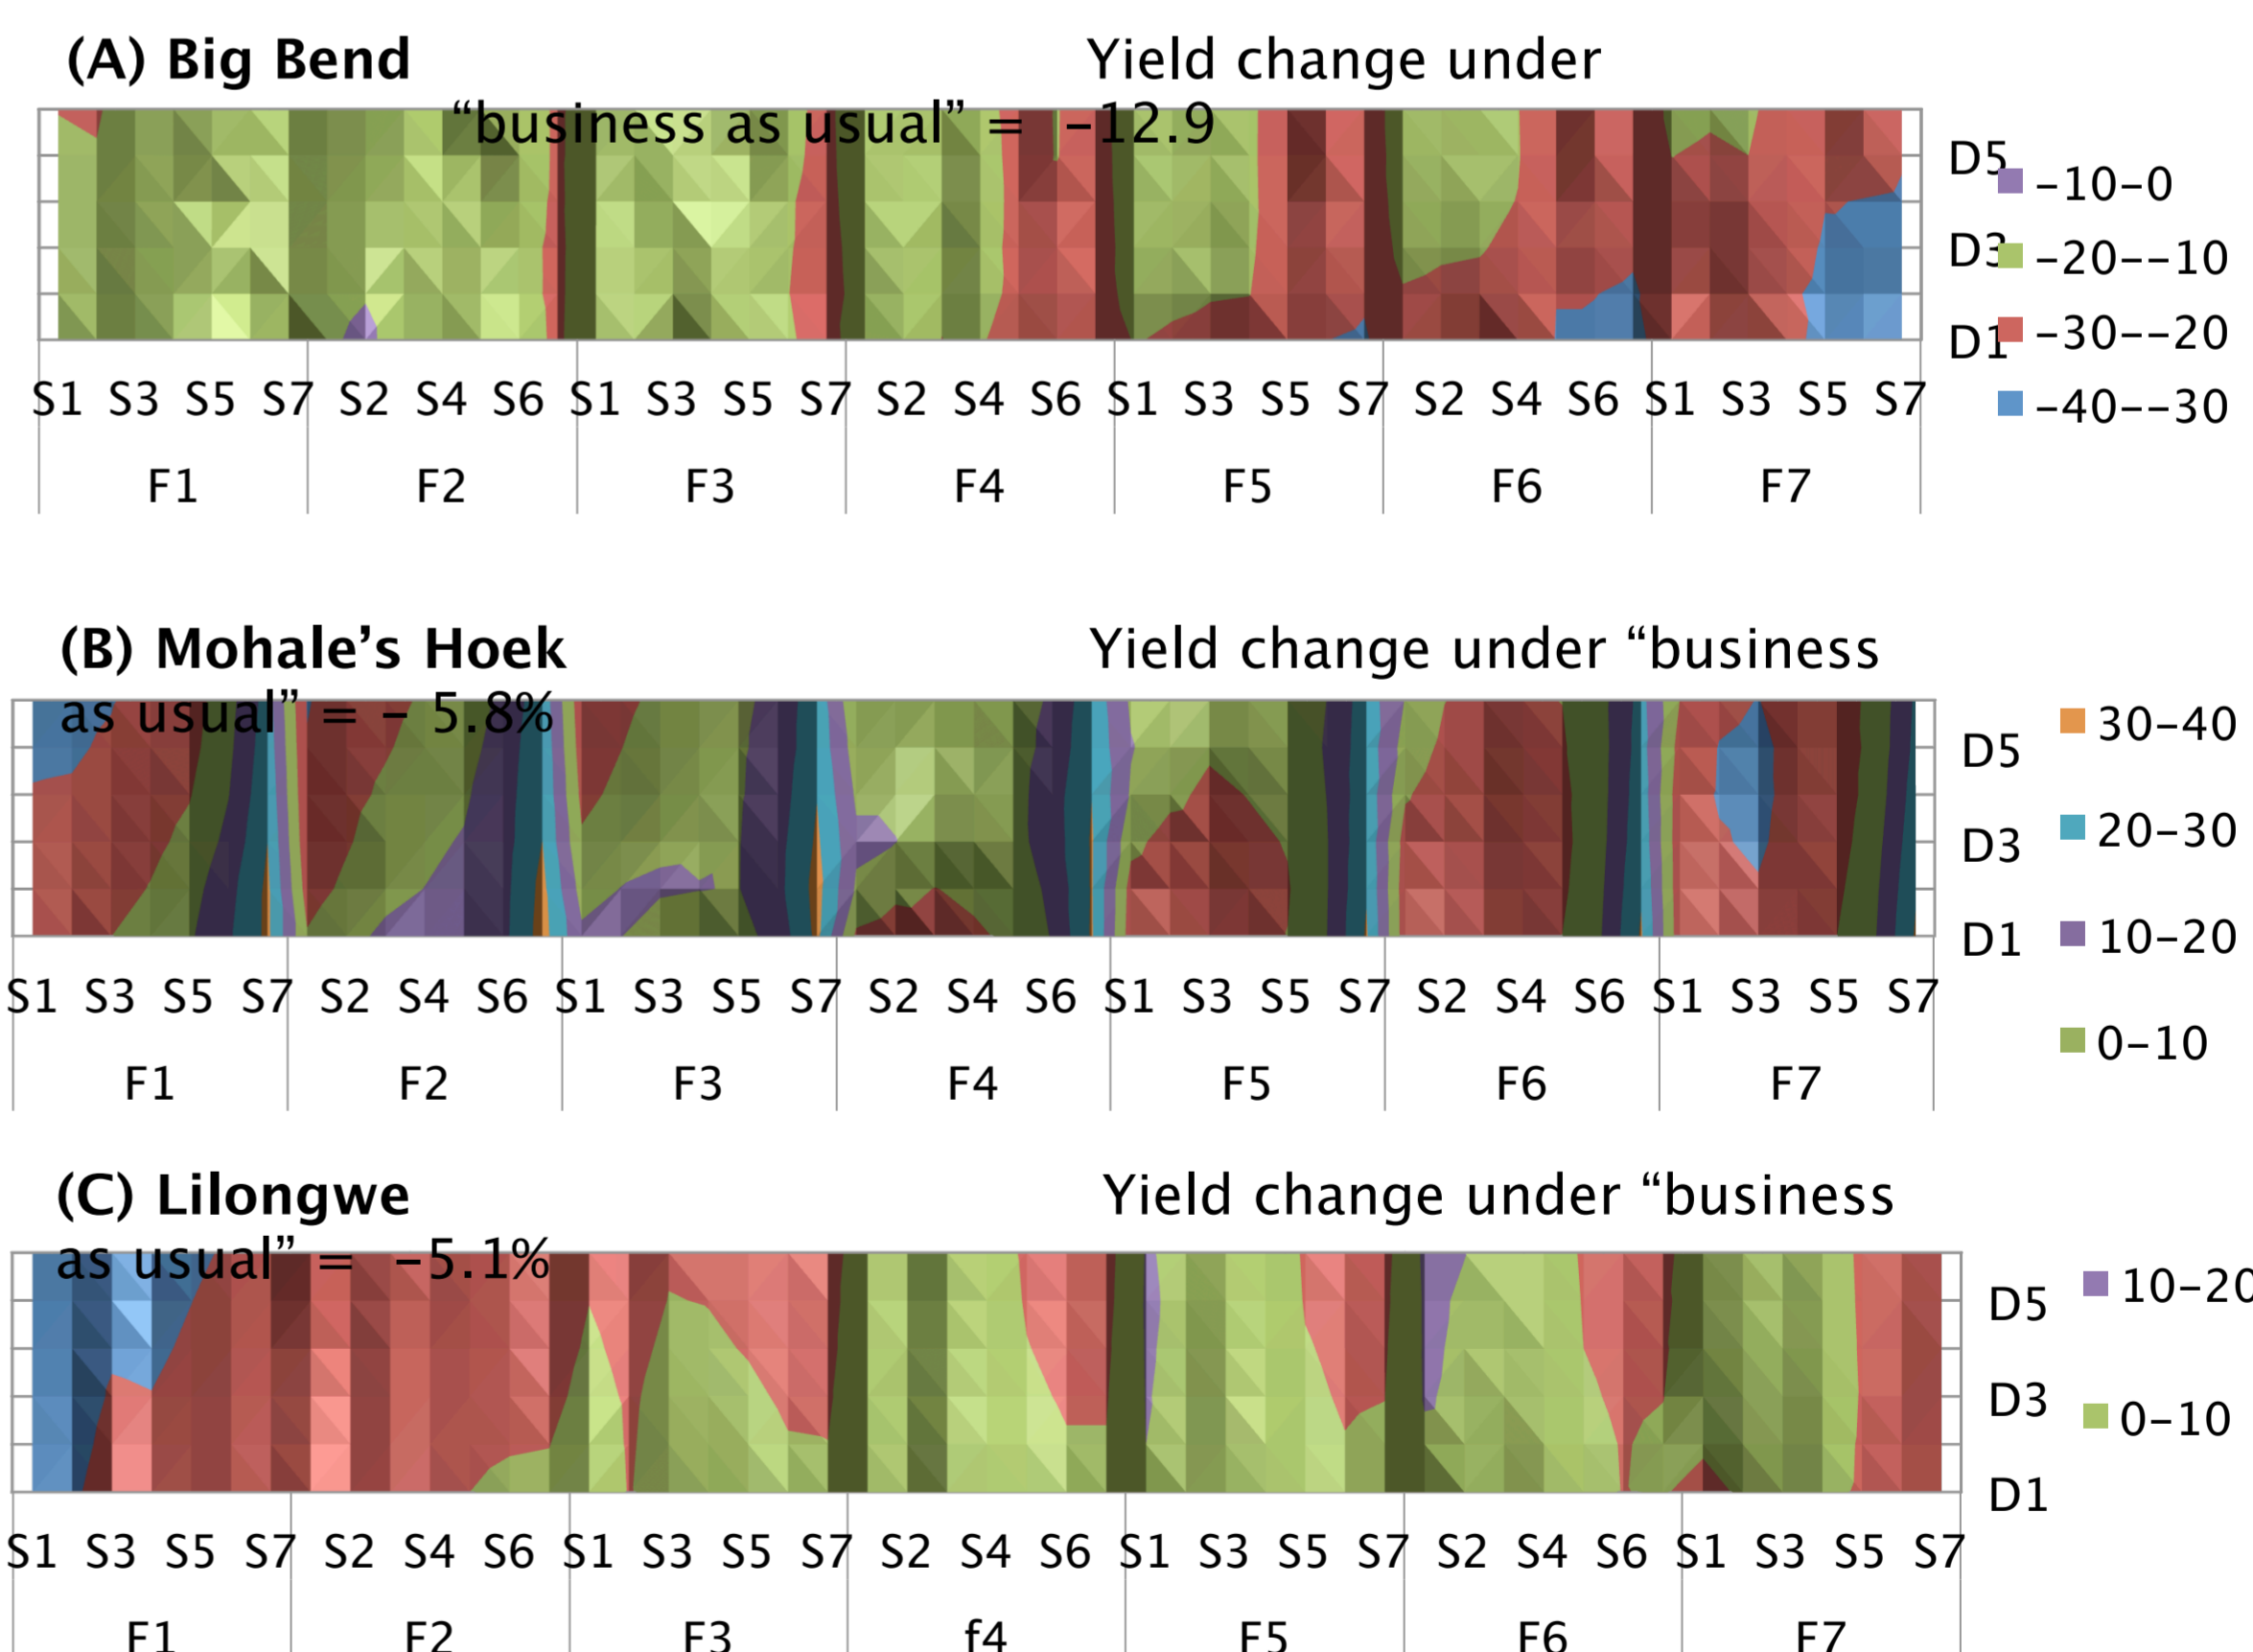 (A) Big Bend Yield change under
“business as usual” = –12.9
D5
–10–0
–20––10
D3
–30––20
D1
–40––30
S1 S3 S5 S7 S2 S4 S6 S1 S3 S5 S7 S2 S4 S6 S1 S3 S5 S7 S2 S4 S6 S1 S3 S5 S7
F1 F2 F3 F4 F5 F6 F7
(B) Mohale’s Hoek Yield change under “business
as usual” = – 5.8%
30–40
D5
20–30
D3
10–20
D1
0–10
S1 S3 S5 S7 S2 S4 S6 S1 S3 S5 S7 S2 S4 S6 S1 S3 S5 S7 S2 S4 S6 S1 S3 S5 S7
F1 F2 F3 F4 F5 F6 F7
(C) Lilongwe Yield change under “business
as usual” = –5.1%
10–20
D5
D3
0–10
D1
S1 S3 S5 S7 S2 S4 S6 S1 S3 S5 S7 S2 S4 S6 S1 S3 S5 S7 S2 S4 S6 S1 S3 S5 S7
F1 F2 F3 f4 F5 F6 F7